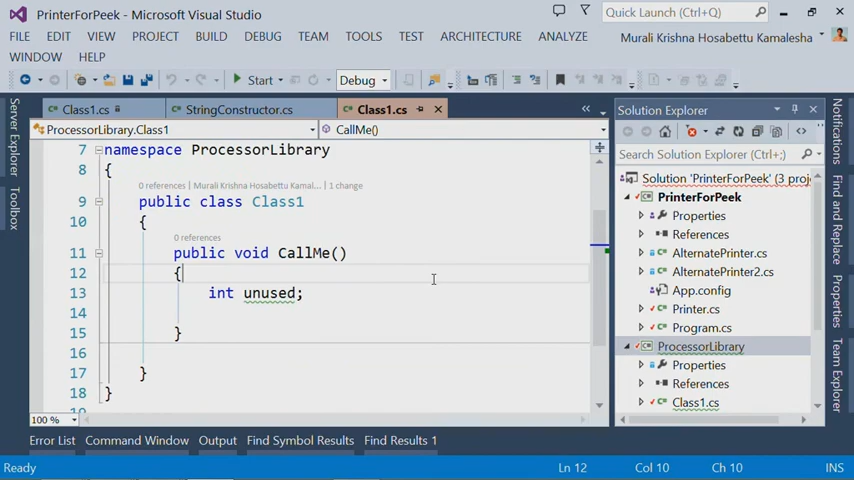 PrinterForPeek - Microsoft Visual Studio
Quick Launch (Ctrl+Q)
FILE EDIT VIEW PROJECT BUILD DEBUG TEAM TOOLS TEST ARCHITECTURE ANALYZE
Murali Krishna Hosabettu Kamalesha
WINDOW HELP
Start
Debug
Server Explorer
Toolbox
Class1.cs
StringConstructor.cs
Class1.cs
ProcessorLibrary.Class1
CallMe()
7 namespace ProcessorLibrary
8 {
0 references | Murali Krishna Hosabettu Kamal... | 1 change
9 public class Class1
10 {
0 references
11 public void CallMe()
12 {
13 int unused;
14
15 }
16
17 }
18 }
100 %
Solution Explorer
Search Solution Explorer (Ctrl+;)
Solution 'PrinterForPeek' (3 proj
PrinterForPeek
Properties
References
AlternatePrinter.cs
AlternatePrinter2.cs
App.config
Printer.cs
Program.cs
ProcessorLibrary
Properties
References
Class1.cs
Notifications
Find and Replace
Properties
Team Explorer
Error List Command Window Output Find Symbol Results Find Results 1
Ready Ln 12 Col 10 Ch 10 INS